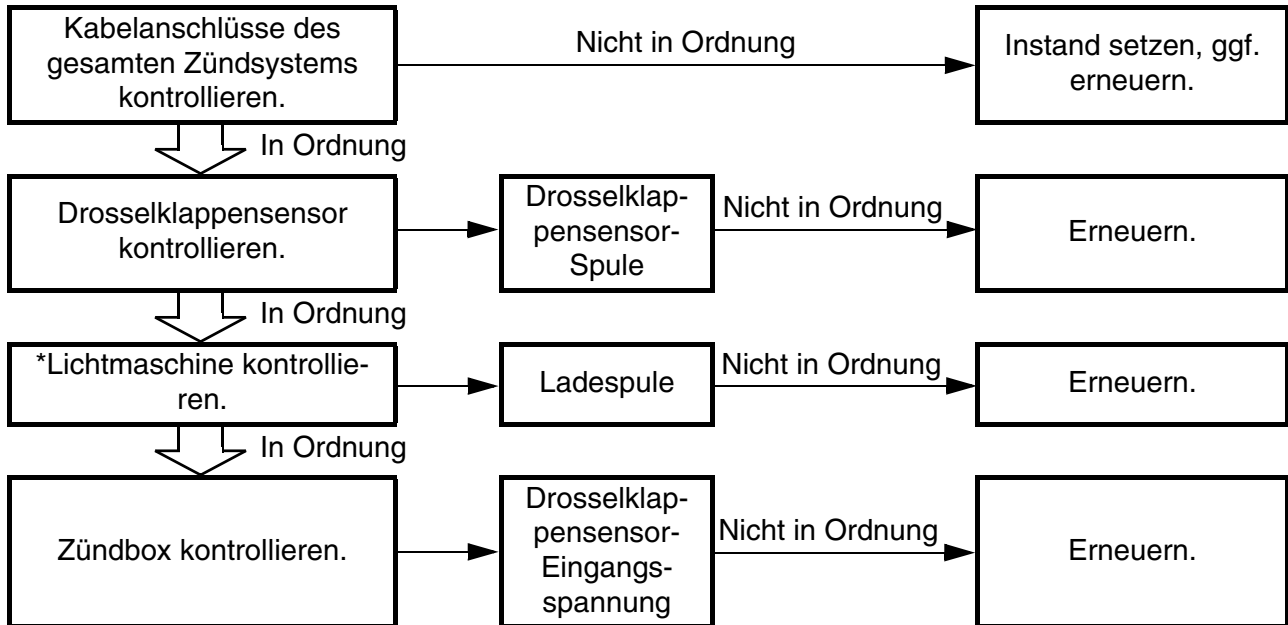 Kabelanschlüsse des
gesamten Zündsystems
kontrollieren.
Nicht in Ordnung
Instand setzen, ggf.
erneuern.
In Ordnung
Drosselklappensensor
kontrollieren.
Drosselklap-
pensensor-
Spule
Nicht in Ordnung
Erneuern.
In Ordnung
*Lichtmaschine kontrollie-
ren.
Ladespule
Nicht in Ordnung
Erneuern.
In Ordnung
Zündbox kontrollieren.
Drosselklap-
pensensor-
Eingangs-
spannung
Nicht in Ordnung
Erneuern.